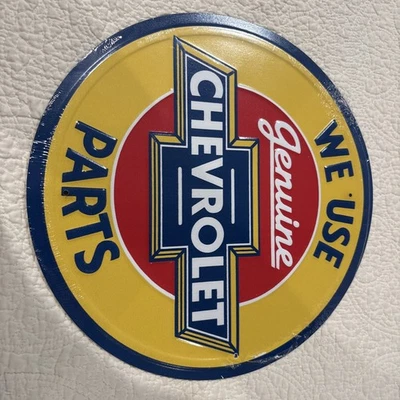 WE USE
Genuine
CHEVROLET
PARTS